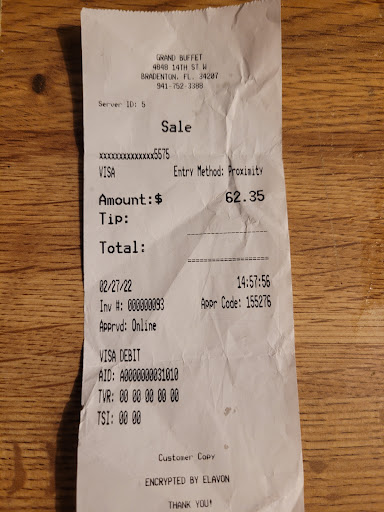 GRAND BUFFET
4848 14TH ST W
BRADENTON, FL. 34207
941-752-3388
Server ID: 5
Sale
xxxxxxxxxxxxxx5575
VISA Entry Method: Proximity
Amount:$ 62.35
Tip:
Total:
02/27/22 14:57:56
Inv #: 000000093 Appr Code: 155276
Apprvd: Online
VISA DEBIT
AID: A0000000031010
TVR: 00 00 00 00 00
TSI: 00 00
Customer Copy
ENCRYPTED BY ELAVON
THANK YOU!